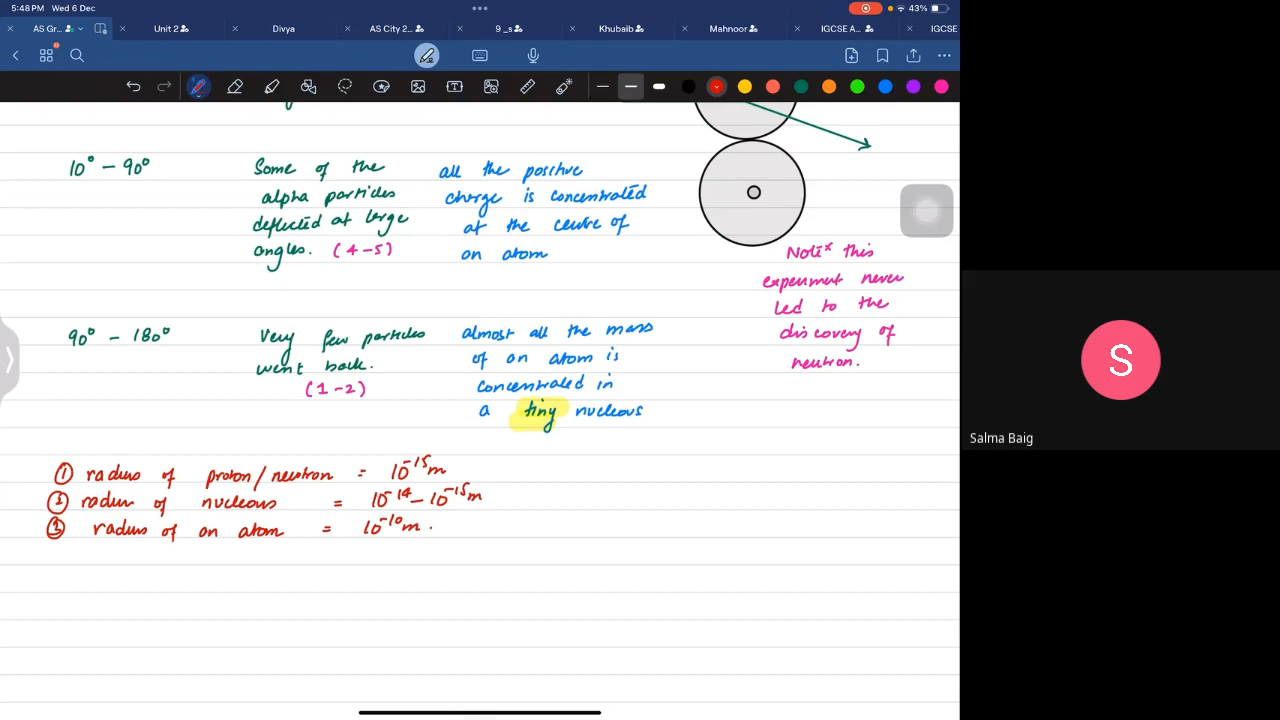 5:48 PM Wed 6 Dec
43%
AS Gr...
Unit 2
Divya
AS City 2...
9 _s
Khubaib
Mahnoor
IGCSE A...
IGCSE
10° – 90°
Some of the
alpha particles
deflected at large
angles. (4-5)
all the positive
charge is concentrated
at the centre of
an atom
Note* this
experiment never
led to the
discovery of
neutron.
90° – 180°
Very few particles
went back.
(1-2)
almost all the mass
of an atom is
concentrated in
a tiny nucleous
① radius of proton/neutron = 10⁻¹⁵m
② radius of nucleous = 10⁻¹⁴ – 10⁻¹⁵m
③ radius of an atom = 10⁻¹⁰m.
S
Salma Baig